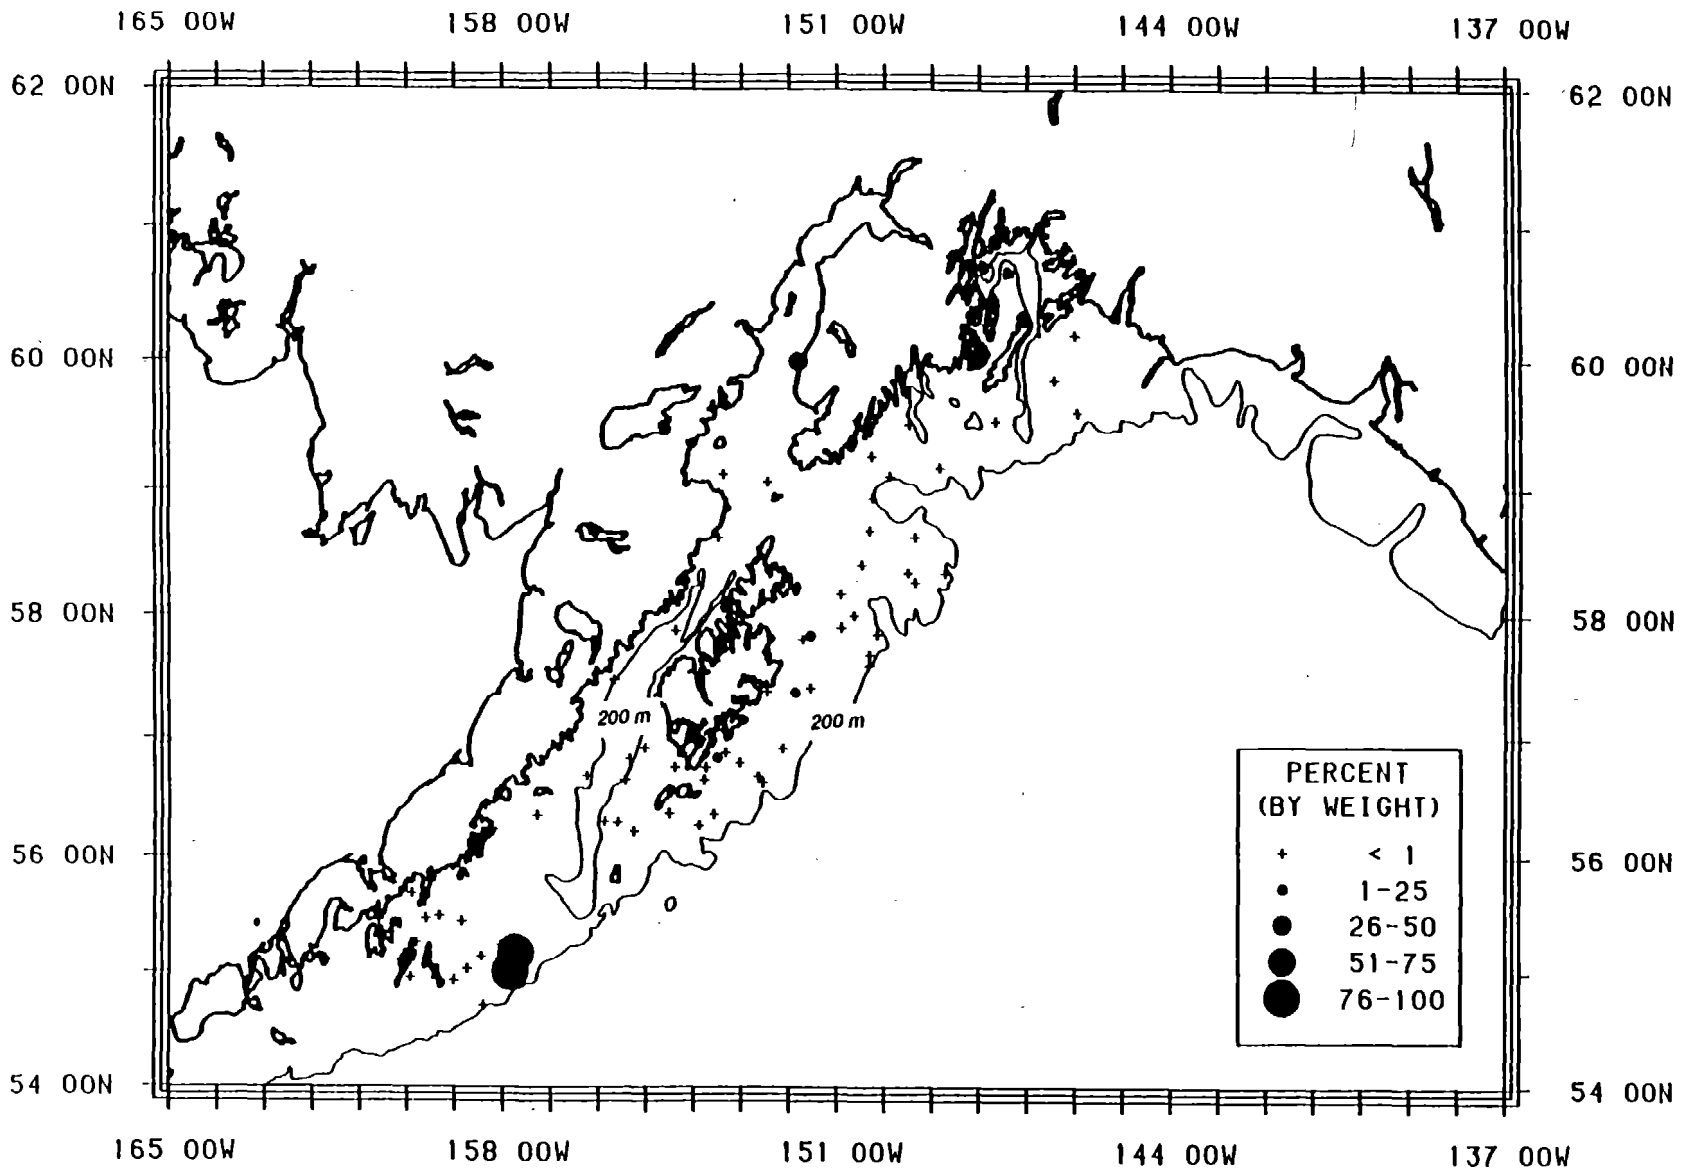 165 00W 158 00W 151 00W 144 00W 137 00W
62 00N 62 00N
60 00N 60 00N
58 00N 58 00N
200 m 200 m
PERCENT
(BY WEIGHT)
+ < 1
1-25
26-50
51-75
76-100
56 00N 56 00N
54 00N 54 00N
165 00W 158 00W 151 00W 144 00W 137 00W